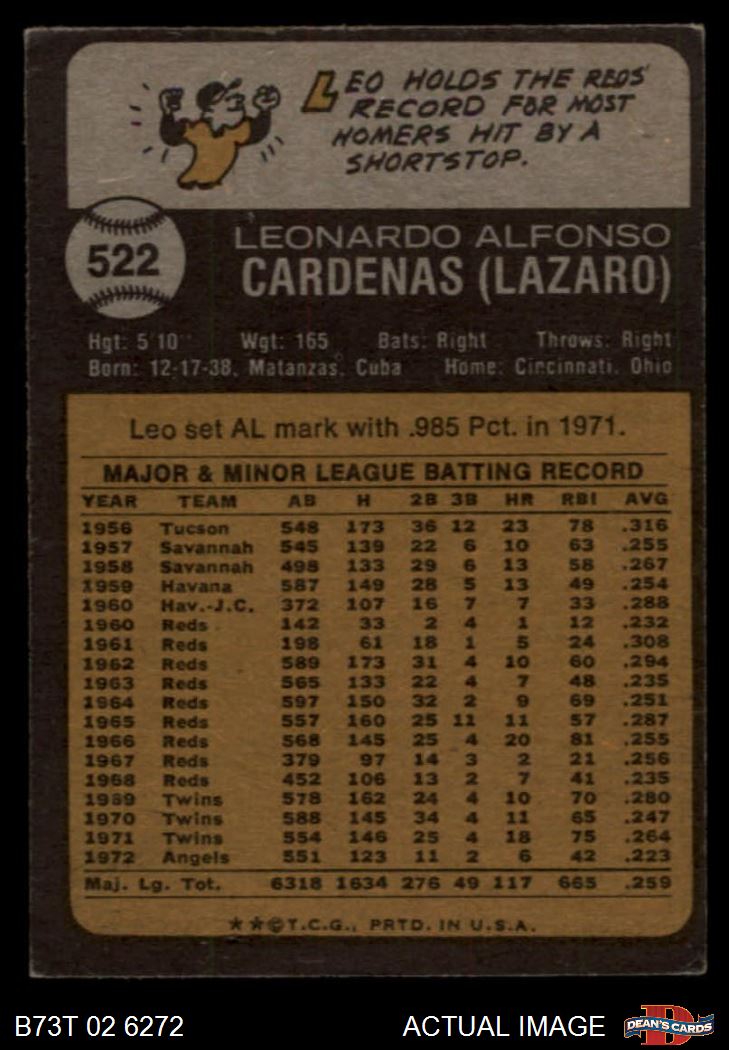 LEO HOLDS THE REDS'
RECORD FOR MOST
HOMERS HIT BY A
SHORTSTOP.
522
LEONARDO ALFONSO
CARDENAS (LAZARO)
Hgt: 5'10" Wgt: 165 Bats: Right Throws: Right
Born: 12-17-38, Matanzas, Cuba Home: Cincinnati, Ohio
Leo set AL mark with .985 Pct. in 1971.
MAJOR & MINOR LEAGUE BATTING RECORD
YEAR TEAM AB H 2B 3B HR RBI AVG
1956 Tucson 548 173 36 12 23 78 .316
1957 Savannah 545 139 22 6 10 63 .255
1958 Savannah 498 133 29 6 13 58 .267
1959 Havana 587 149 28 5 13 49 .254
1960 Hav.-J.C. 372 107 16 7 7 33 .288
1960 Reds 142 33 2 4 1 12 .232
1961 Reds 198 61 18 1 5 24 .308
1962 Reds 589 173 31 4 10 60 .294
1963 Reds 565 133 22 4 7 48 .235
1964 Reds 597 150 32 2 9 69 .251
1965 Reds 557 160 25 11 11 57 .287
1966 Reds 568 145 25 4 20 81 .255
1967 Reds 379 97 14 3 2 21 .256
1968 Reds 452 106 13 2 7 41 .235
1969 Twins 578 162 24 4 10 70 .280
1970 Twins 588 145 34 4 11 65 .247
1971 Twins 554 146 25 4 18 75 .264
1972 Angels 551 123 11 2 6 42 .223
Maj. Lg. Tot. 6318 1634 276 49 117 665 .259
★★©T.C.G., PRTD. IN U.S.A.
B73T 02 6272 ACTUAL IMAGE D DEAN'S CARDS